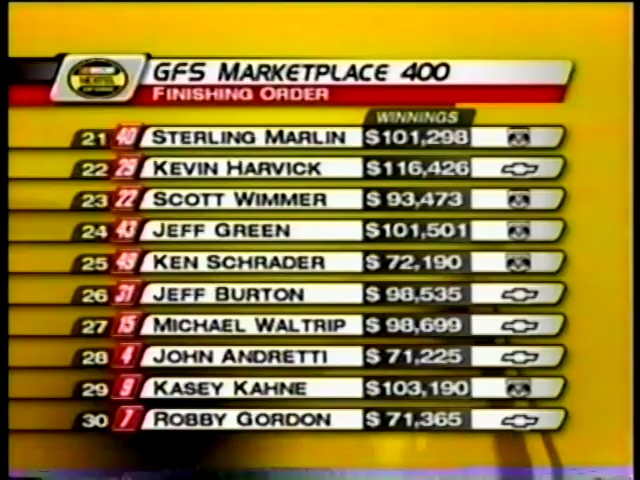 NEXTEL
GFS MARKETPLACE 400
FINISHING ORDER
WINNINGS
21 40 STERLING MARLIN $101,298
22 29 KEVIN HARVICK $116,426
23 22 SCOTT WIMMER $ 93,473
24 43 JEFF GREEN $101,501
25 49 KEN SCHRADER $ 72,190
26 31 JEFF BURTON $ 98,535
27 15 MICHAEL WALTRIP $ 98,699
28 4 JOHN ANDRETTI $ 71,225
29 9 KASEY KAHNE $103,190
30 7 ROBBY GORDON $ 71,365